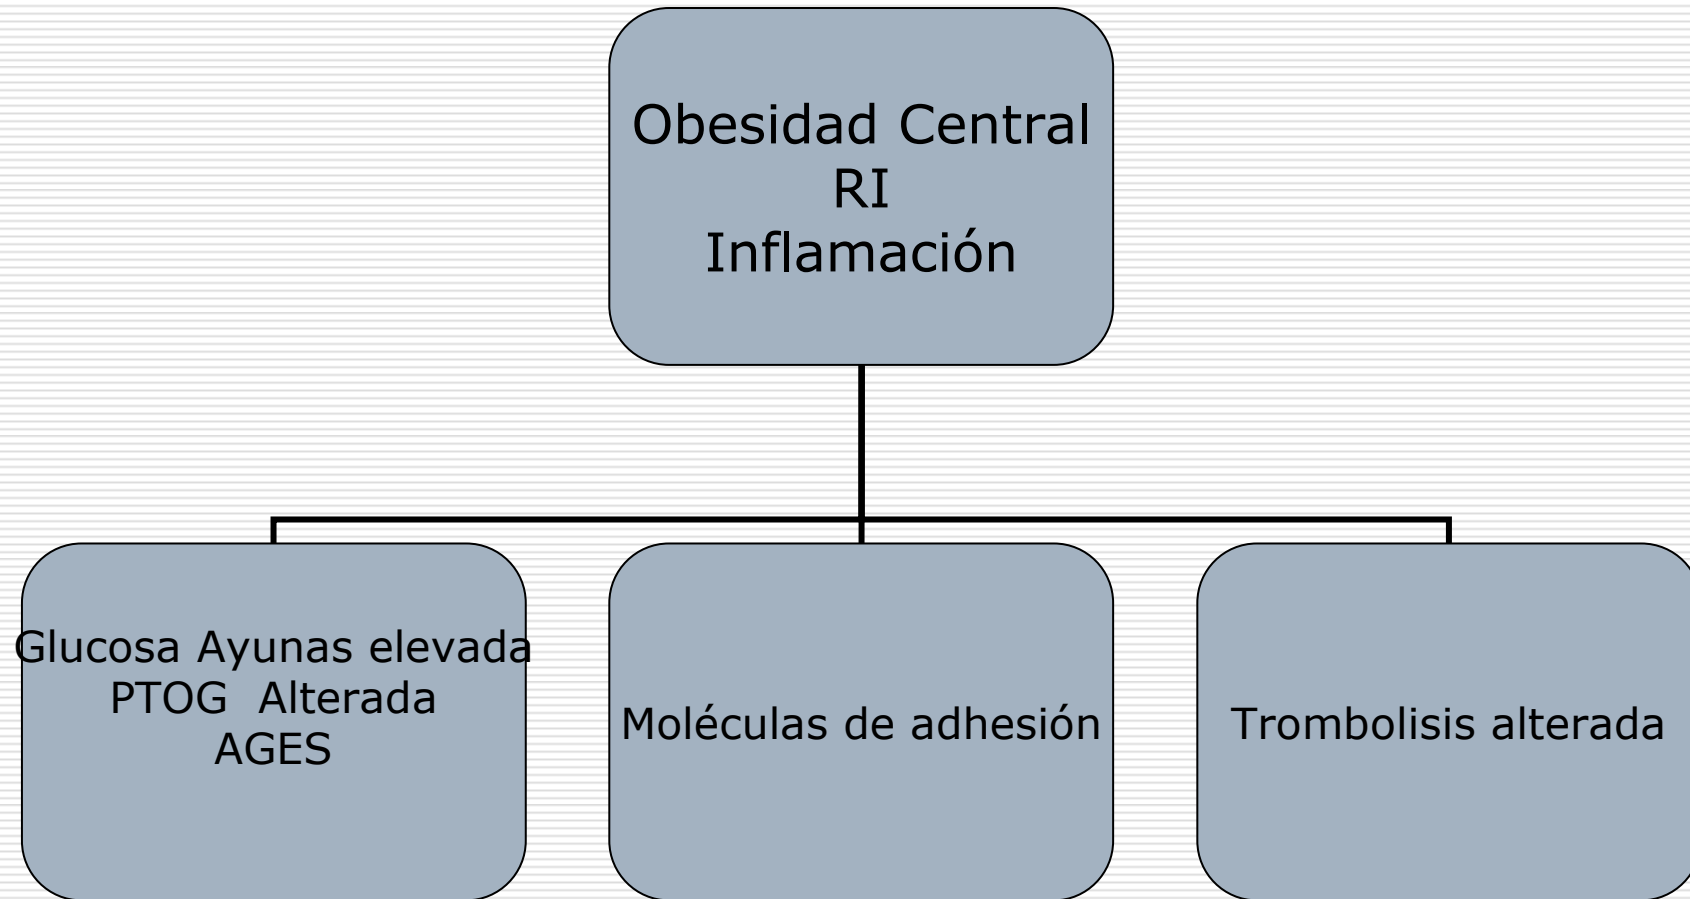 Obesidad Central
RI
Inflamación
Glucosa Ayunas elevada
PTOG  Alterada
AGES
Moléculas de adhesión
Trombolisis alterada